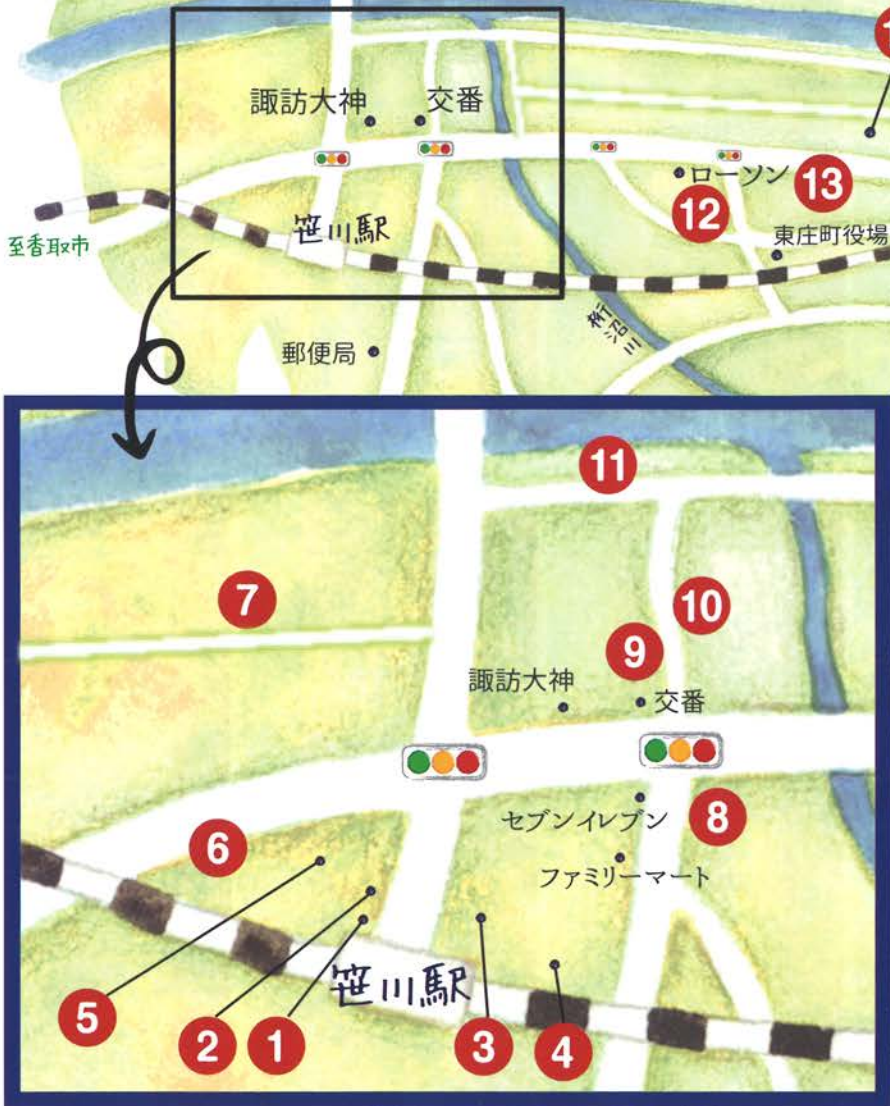 諏訪大神
交番
ローソン
13
12
至香取市
笹川駅
東庄町役場
桁沼川
郵便局
11
7
10
9
諏訪大神
交番
セブンイレブン
8
6
ファミリーマート
笹川駅
5
2
1
3
4